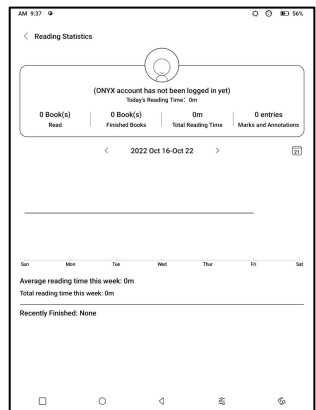 AM 9:37 56%
Reading Statistics
(ONYX account has not been logged in yet)
Today's Reading Time: 0m
0 Book(s) 0 Book(s) 0m 0 entries
Read Finished Books Total Reading Time Marks and Annotations
< 2022 Oct 16-Oct 22 > 21
Sun Mon Tue Wed Thur Fri Sat
Average reading time this week: 0m
Total reading time this week: 0m
Recently Finished: None